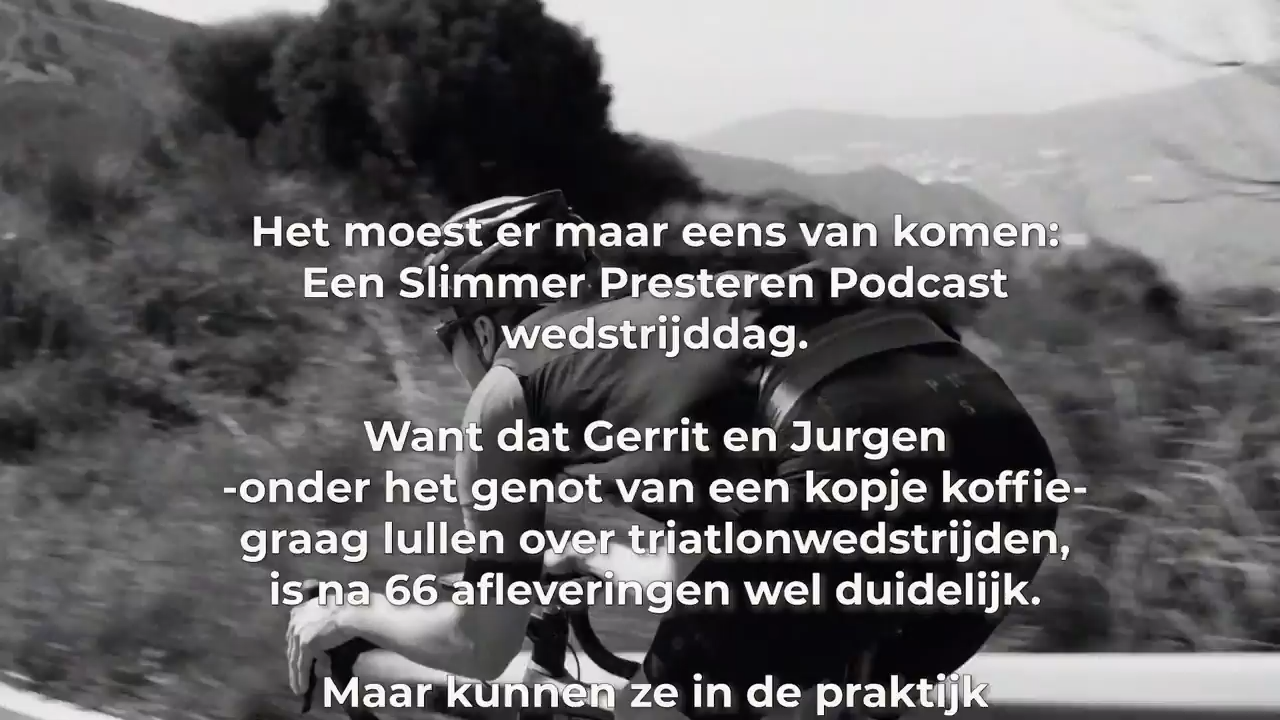 Het moest er maar eens van komen:
Een Slimmer Presteren Podcast
wedstrijddag.
Want dat Gerrit en Jurgen
-onder het genot van een kopje koffie-
graag lullen over triatlonwedstrijden,
is na 66 afleveringen wel duidelijk.
Maar kunnen ze in de praktijk